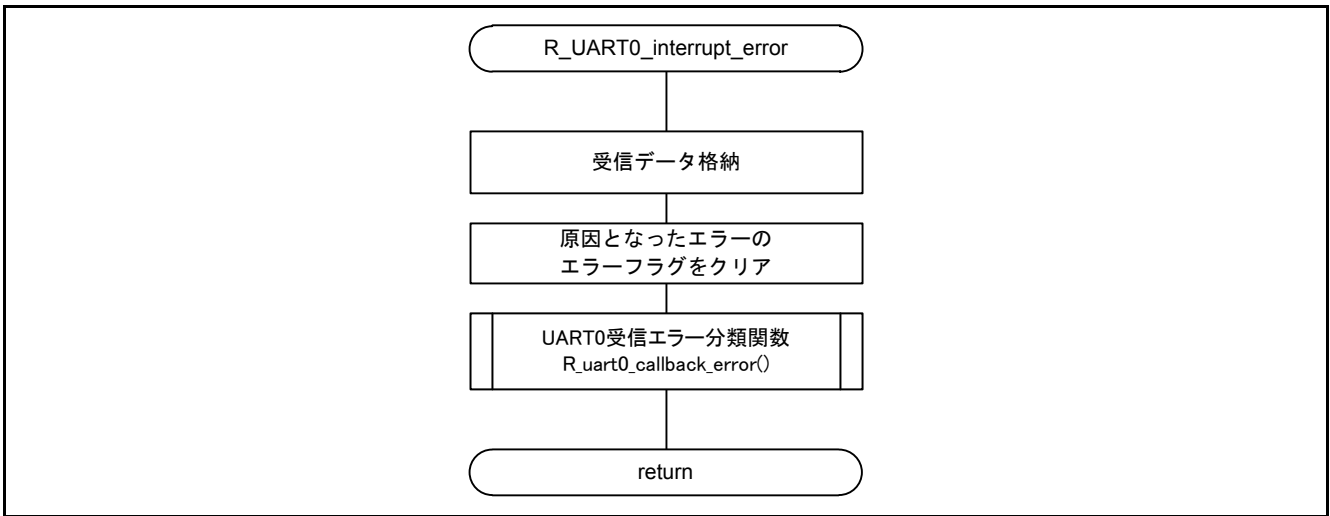 R_UART0_interrupt_error
受信データ格納
原因となったエラーの
エラーフラグをクリア
UART0受信エラー分類関数
R_uart0_callback_error()
return